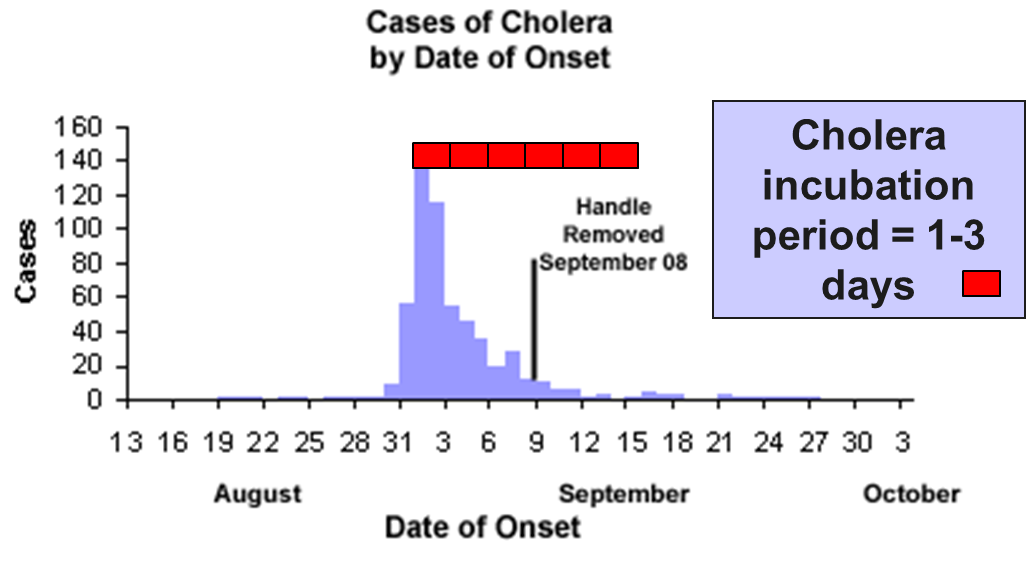 Cases of Cholera
by Date of Onset
160
140
120
100
80
60
40
20
0
Cases
Handle
Removed
September 08
Cholera
incubation
period = 1-3
days
13 16 19 22 25 28 31 3 6 9 12 15 18 21 24 27 30 3
August September October
Date of Onset